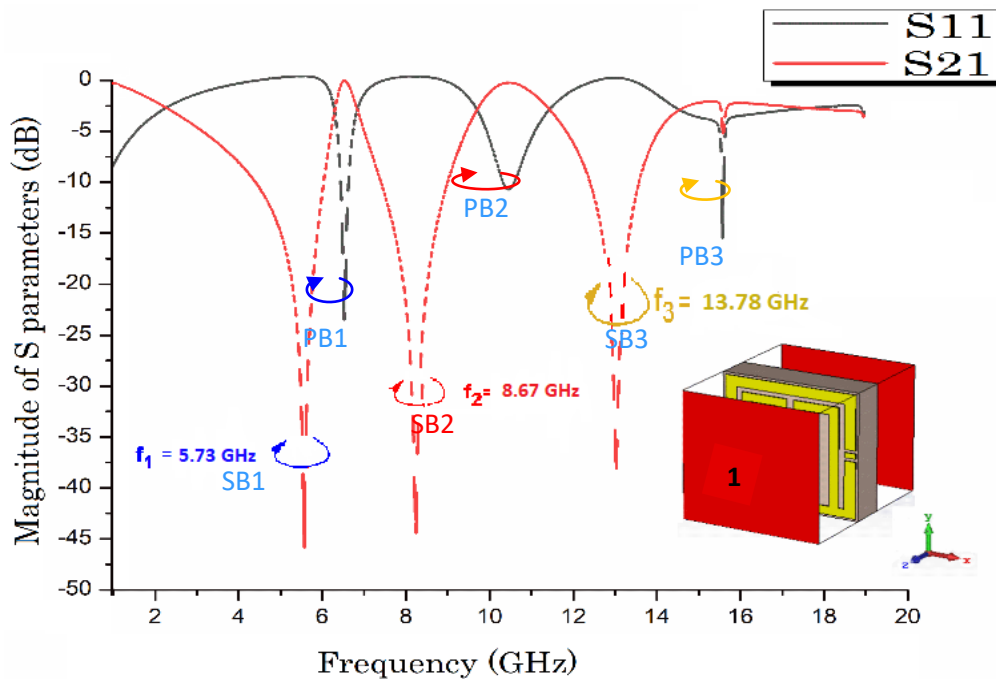 S11
S21
Magnitude of S parameters (dB)
0
-5
-10
-15
-20
-25
-30
-35
-40
-45
-50
PB1
PB2
PB3
f1 = 5.73 GHz
SB1
f2= 8.67 GHz
SB2
f3 = 13.78 GHz
SB3
1
y
z
x
2 4 6 8 10 12 14 16 18 20
Frequency (GHz)